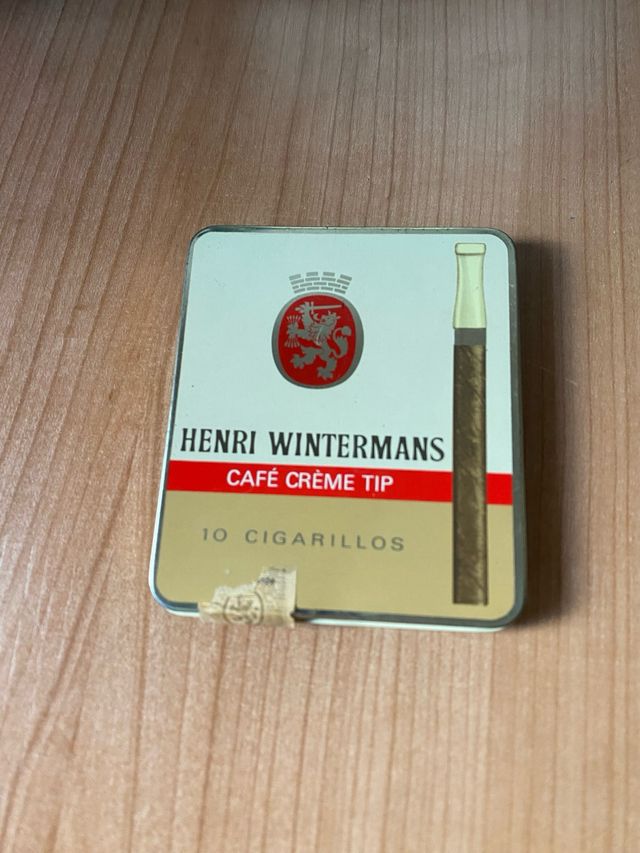 HENRI WINTERMANS
CAFÉ CRÈME TIP
10 CIGARILLOS